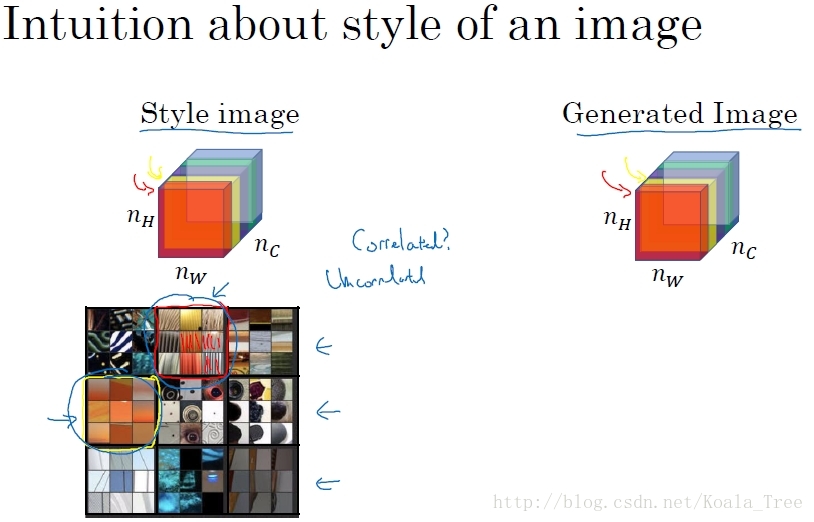 Intuition about style of an image
Style image
Generated Image
n_H
n_W
n_C
n_H
n_W
n_C
Correlated?
Uncorrelated
http://blog.csdn.net/Koala_Tree